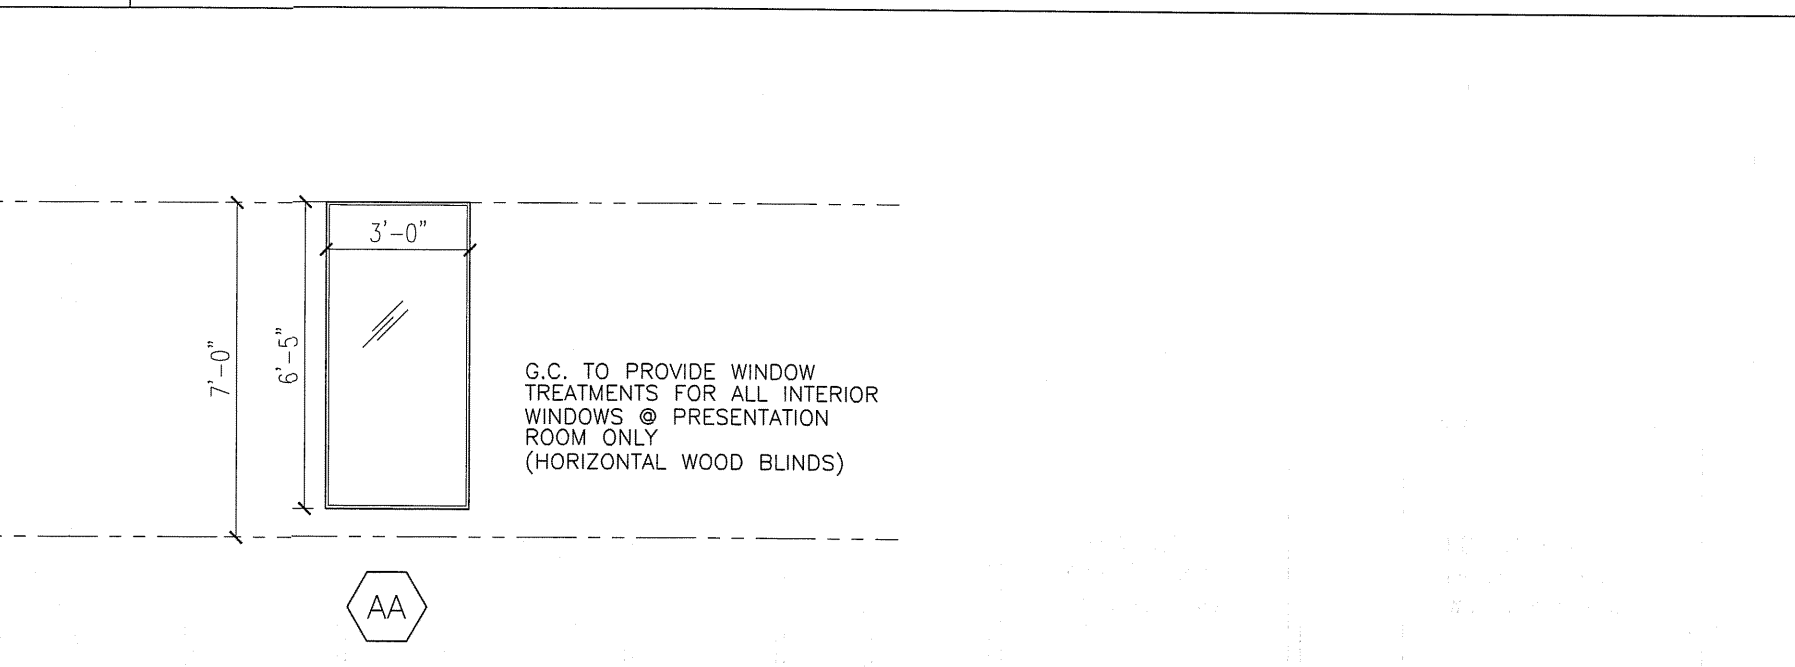 3'-0"
7'-0"
6'-5"
G.C. TO PROVIDE WINDOW
TREATMENTS FOR ALL INTERIOR
WINDOWS @ PRESENTATION
ROOM ONLY
(HORIZONTAL WOOD BLINDS)
AA